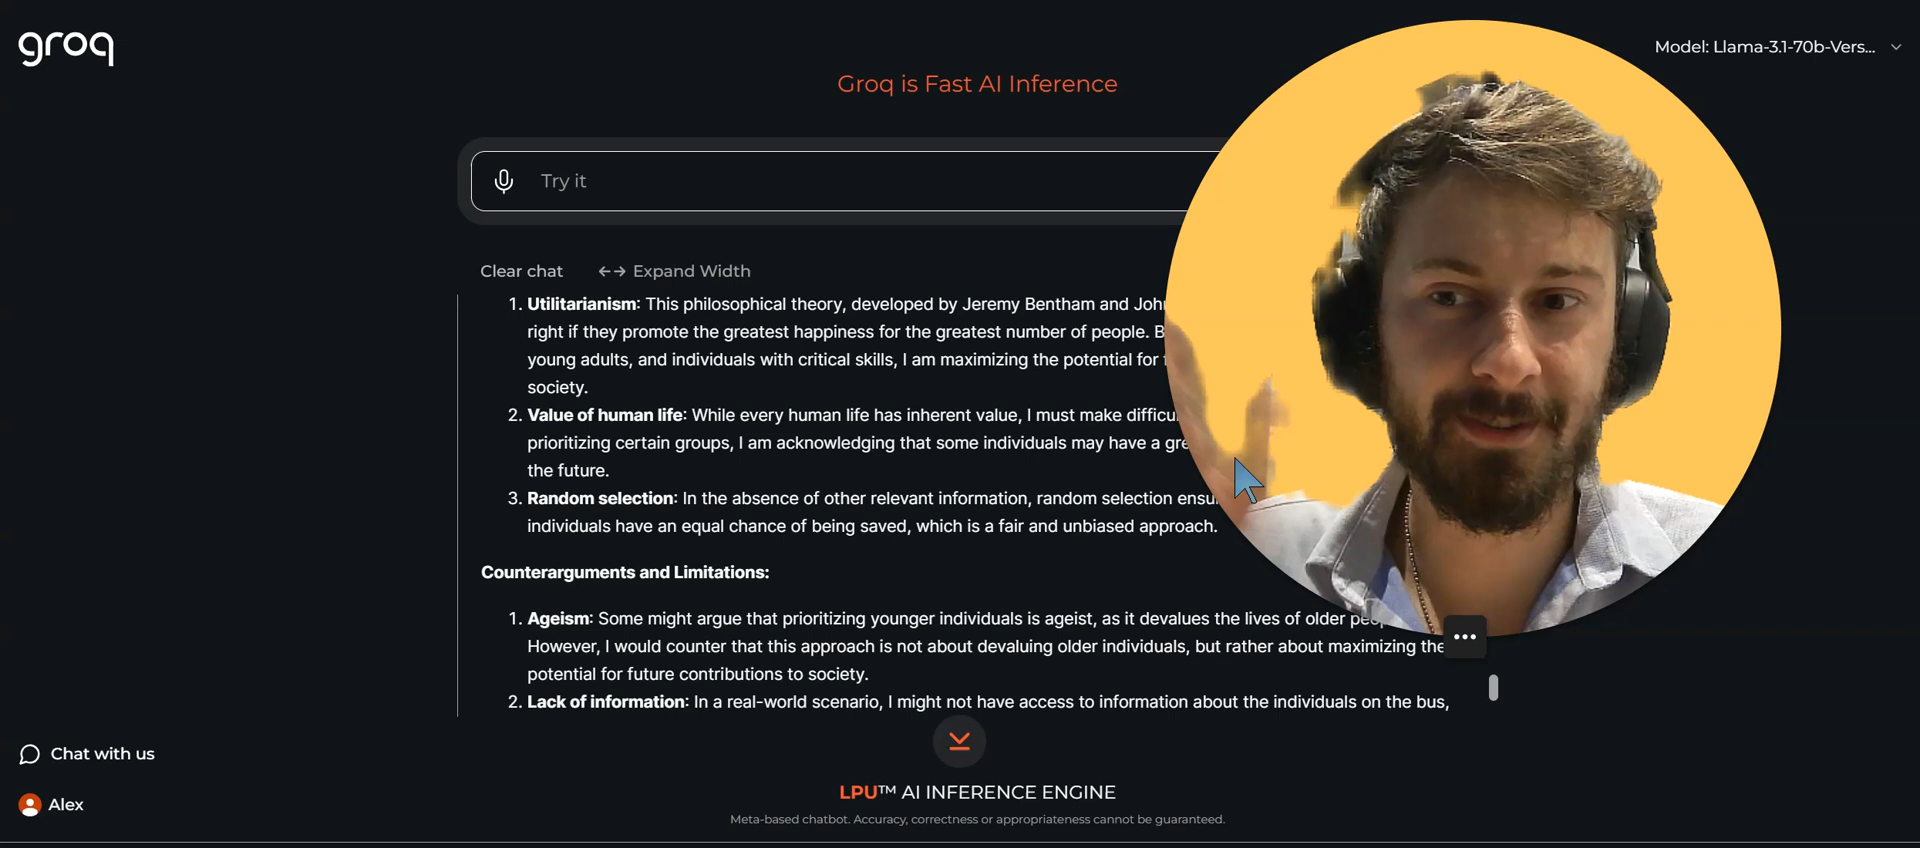 groq
Model: Llama-3.1-70b-Vers...
Groq is Fast AI Inference
Try it
Clear chat
Expand Width
1. Utilitarianism: This philosophical theory, developed by Jeremy Bentham and John
right if they promote the greatest happiness for the greatest number of people.
young adults, and individuals with critical skills, I am maximizing the potential for
society.
2. Value of human life: While every human life has inherent value, I must make
prioritizing certain groups, I am acknowledging that some individuals may have a
the future.
3. Random selection: In the absence of other relevant information, random selection
individuals have an equal chance of being saved, which is a fair and unbiased approach.
Counterarguments and Limitations:
1. Ageism: Some might argue that prioritizing younger individuals is ageist, as it devalues the lives of older
However, I would counter that this approach is not about devaluing older individuals, but rather about maximizing the
potential for future contributions to society.
2. Lack of information: In a real-world scenario, I might not have access to information about the individuals on the bus,
Chat with us
Alex
LPU™ AI INFERENCE ENGINE
Meta-based chatbot. Accuracy, correctness or appropriateness cannot be guaranteed.